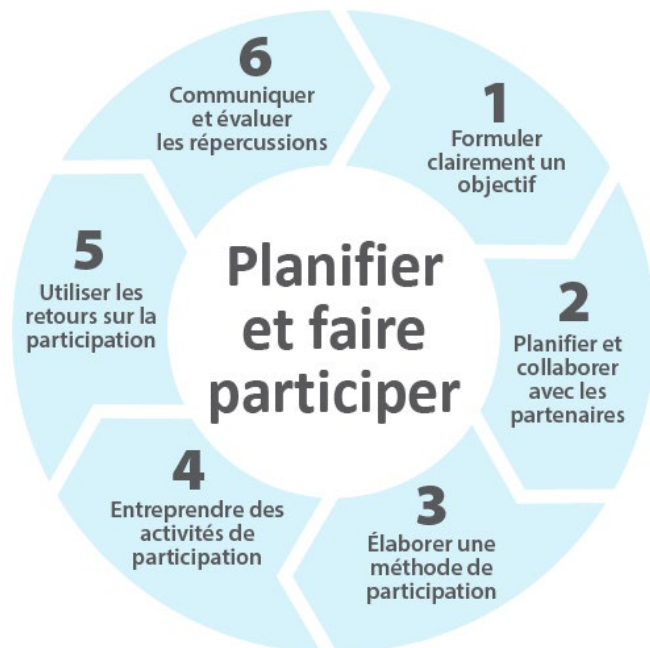 Planifier
et faire
participer
1
Formuler
clairement un
objectif
2
Planifier et
collaborer
avec les
partenaires
3
Élaborer une
méthode de
participation
4
Entreprendre des
activités de
participation
5
Utiliser les
retours sur la
participation
6
Communiquer
et évaluer
les répercussions